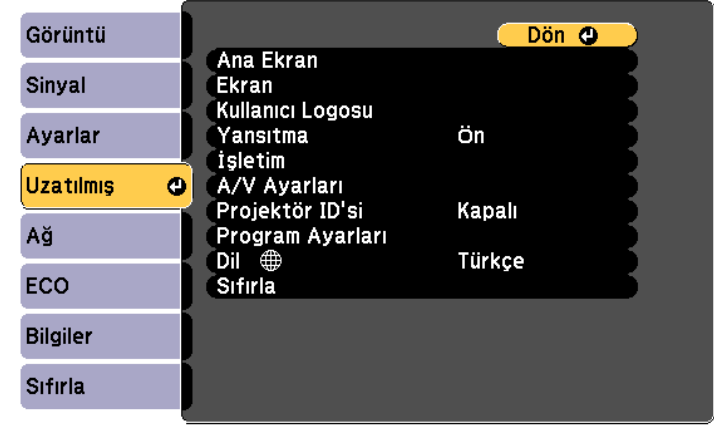 Görüntü
Sinyal
Ayarlar
Uzatılmış
Ağ
ECO
Bilgiler
Sıfırla
Dön
Ana Ekran
Ekran
Kullanıcı Logosu
Yansıtma Ön
İşletim
A/V Ayarları
Projektör ID'si Kapalı
Program Ayarları
Dil Türkçe
Sıfırla